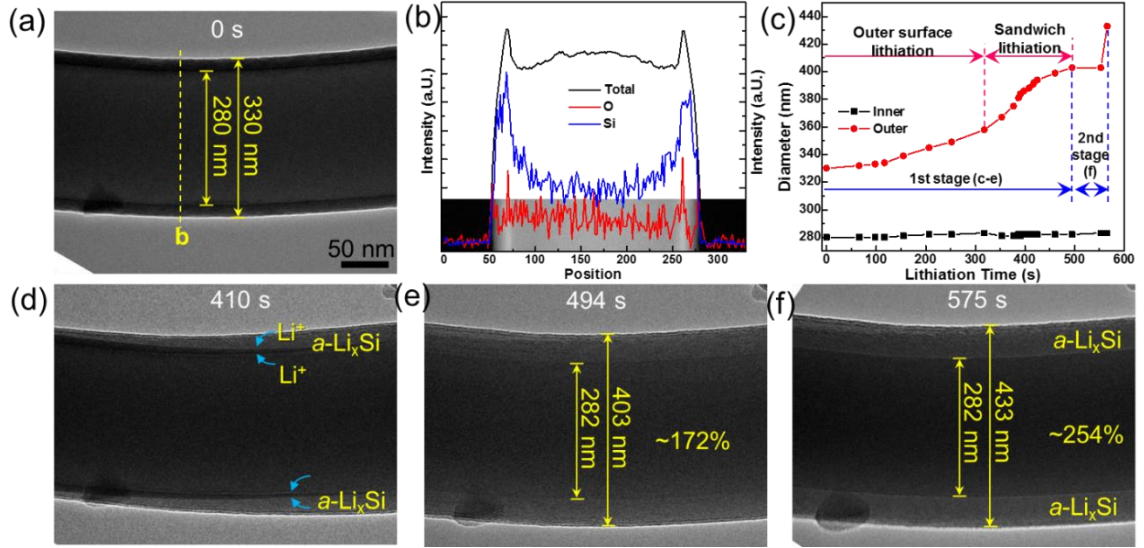 (a)
0 s
280 nm
330 nm
b
50 nm
(b)
Intensity (a.U.)
Total
O
Si
Intensity (a.U.)
0 50 100 150 200 250 300
Position
(c)
Diameter (nm)
440
420
400
380
360
340
320
300
280
Outer surface
lithiation
Sandwich
lithiation
Inner
Outer
2nd
stage
(f)
1st stage (c-e)
0 100 200 300 400 500 600
Lithiation Time (s)
(d)
410 s
Li⁺
a-LiₓSi
Li⁺
a-LiₓSi
(e)
494 s
282 nm
403 nm
~172%
(f)
575 s
a-LiₓSi
282 nm
433 nm
~254%
a-LiₓSi